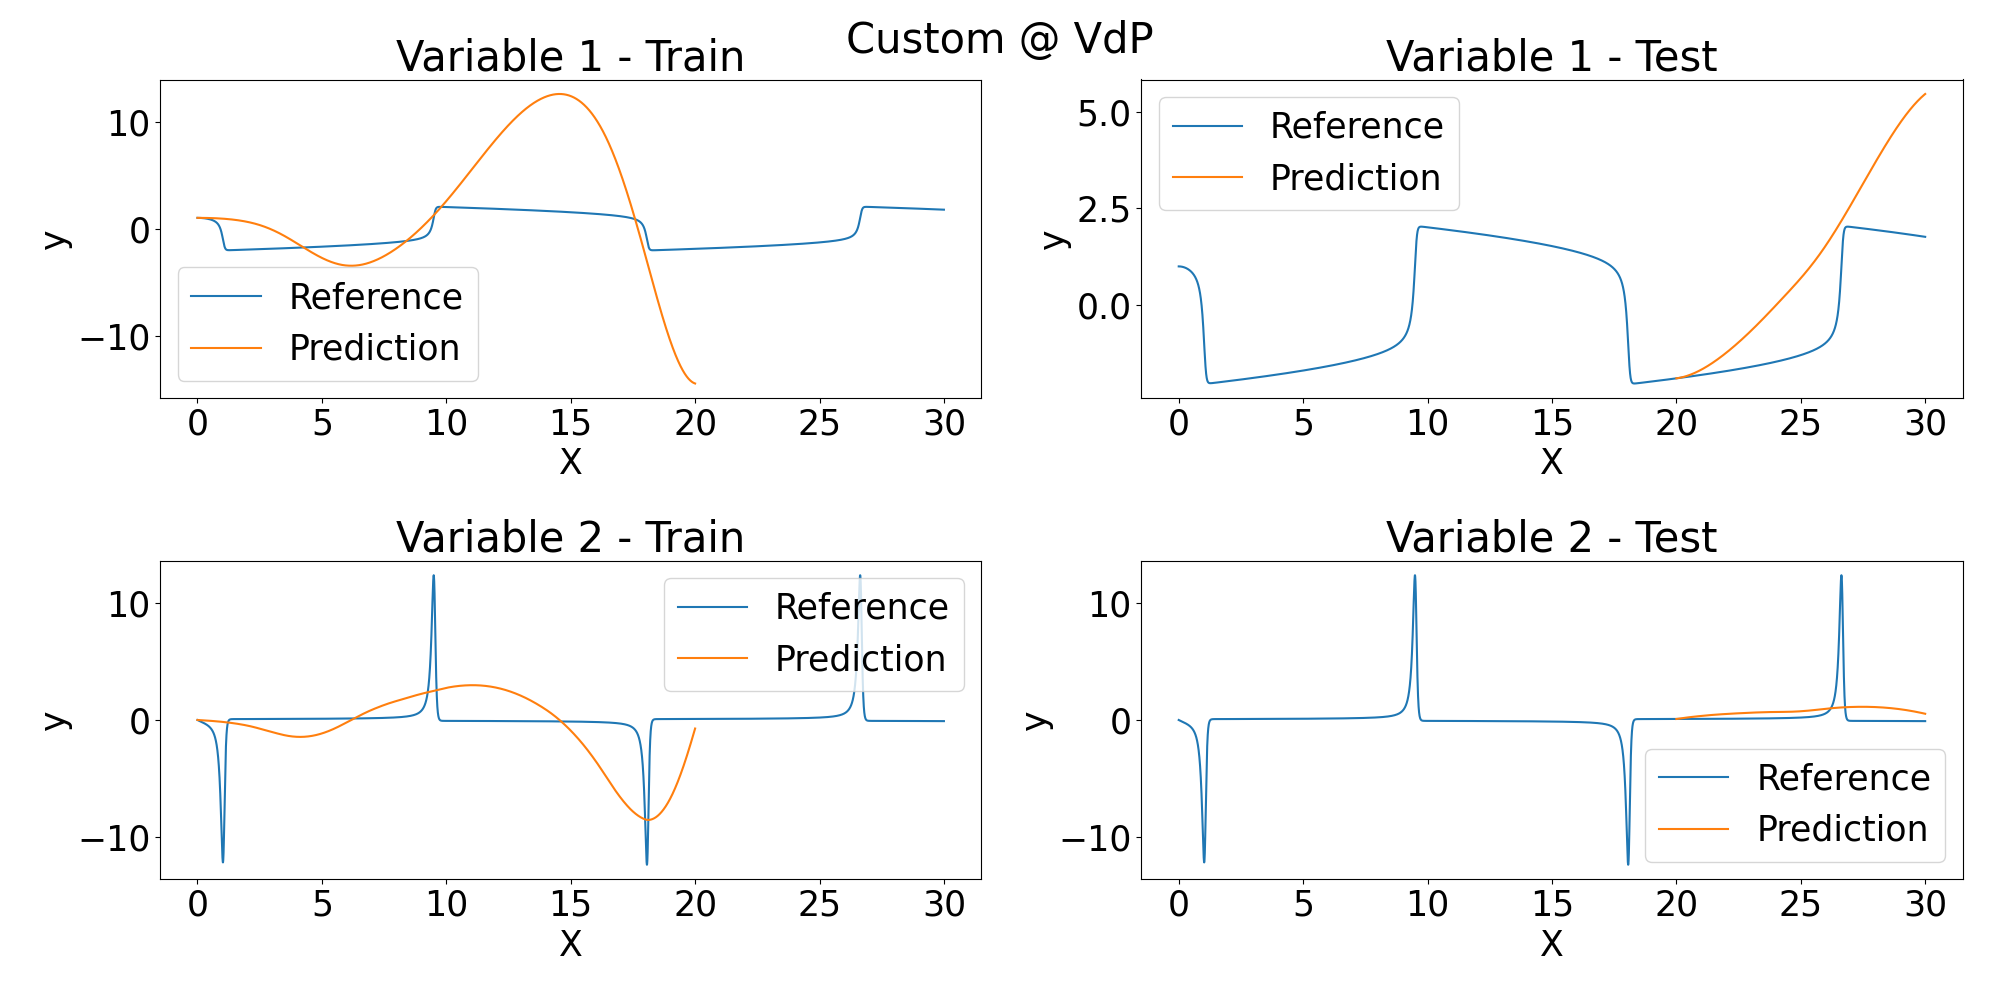 Custom @ VdP
Variable 1 - Train
10
0
−10
y
Reference
Prediction
0 5 10 15 20 25 30
X
Variable 1 - Test
5.0
2.5
0.0
y
Reference
Prediction
0 5 10 15 20 25 30
X
Variable 2 - Train
10
0
−10
y
Reference
Prediction
0 5 10 15 20 25 30
X
Variable 2 - Test
10
0
−10
y
Reference
Prediction
0 5 10 15 20 25 30
X